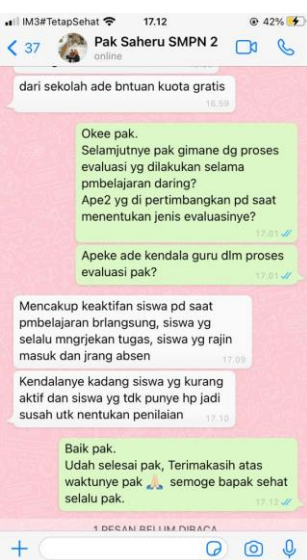 IM3#TetapSehat 17.12 42%
37 Pak Saheru SMPN 2
online
dari sekolah ade bntuan kuota gratis
16.59
Okee pak.
Selamjutnye pak gimane dg proses
evaluasi yg dilakukan selama
pmbelajaran daring?
Ape2 yg di pertimbangkan pd saat
menentukan jenis evaluasinye?
17.01
Apeke ade kendala guru dlm proses
evaluasi pak?
17.01
Mencakup keaktifan siswa pd saat
pmbelajaran brlangsung, siswa yg
selalu mngrjekan tugas, siswa yg rajin
masuk dan jrang absen
17.09
Kendalanye kadang siswa yg kurang
aktif dan siswa yg tdk punye hp jadi
susah utk nentukan penilaian
17.10
Baik pak.
Udah selesai pak, Terimakasih atas
waktunye pak 🙏 semoge bapak sehat
selalu pak.
17.12
1 PESAN BELUM DIBACA